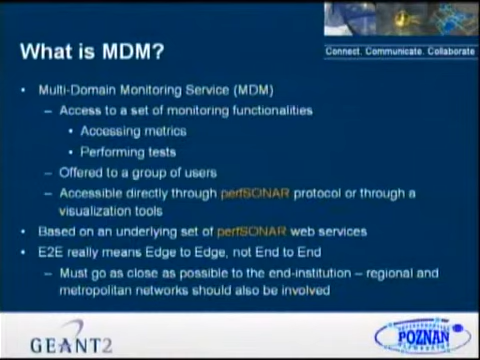 Connect. Communicate. Collaborate
What is MDM?
• Multi-Domain Monitoring Service (MDM)
– Access to a set of monitoring functionalities
• Accessing metrics
• Performing tests
– Offered to a group of users
– Accessible directly through perfSONAR protocol or through a
visualization tools
• Based on an underlying set of perfSONAR web services
• E2E really means Edge to Edge, not End to End
– Must go as close as possible to the end-institution – regional and
metropolitan networks should also be involved
GEANT2
POZNAŃ